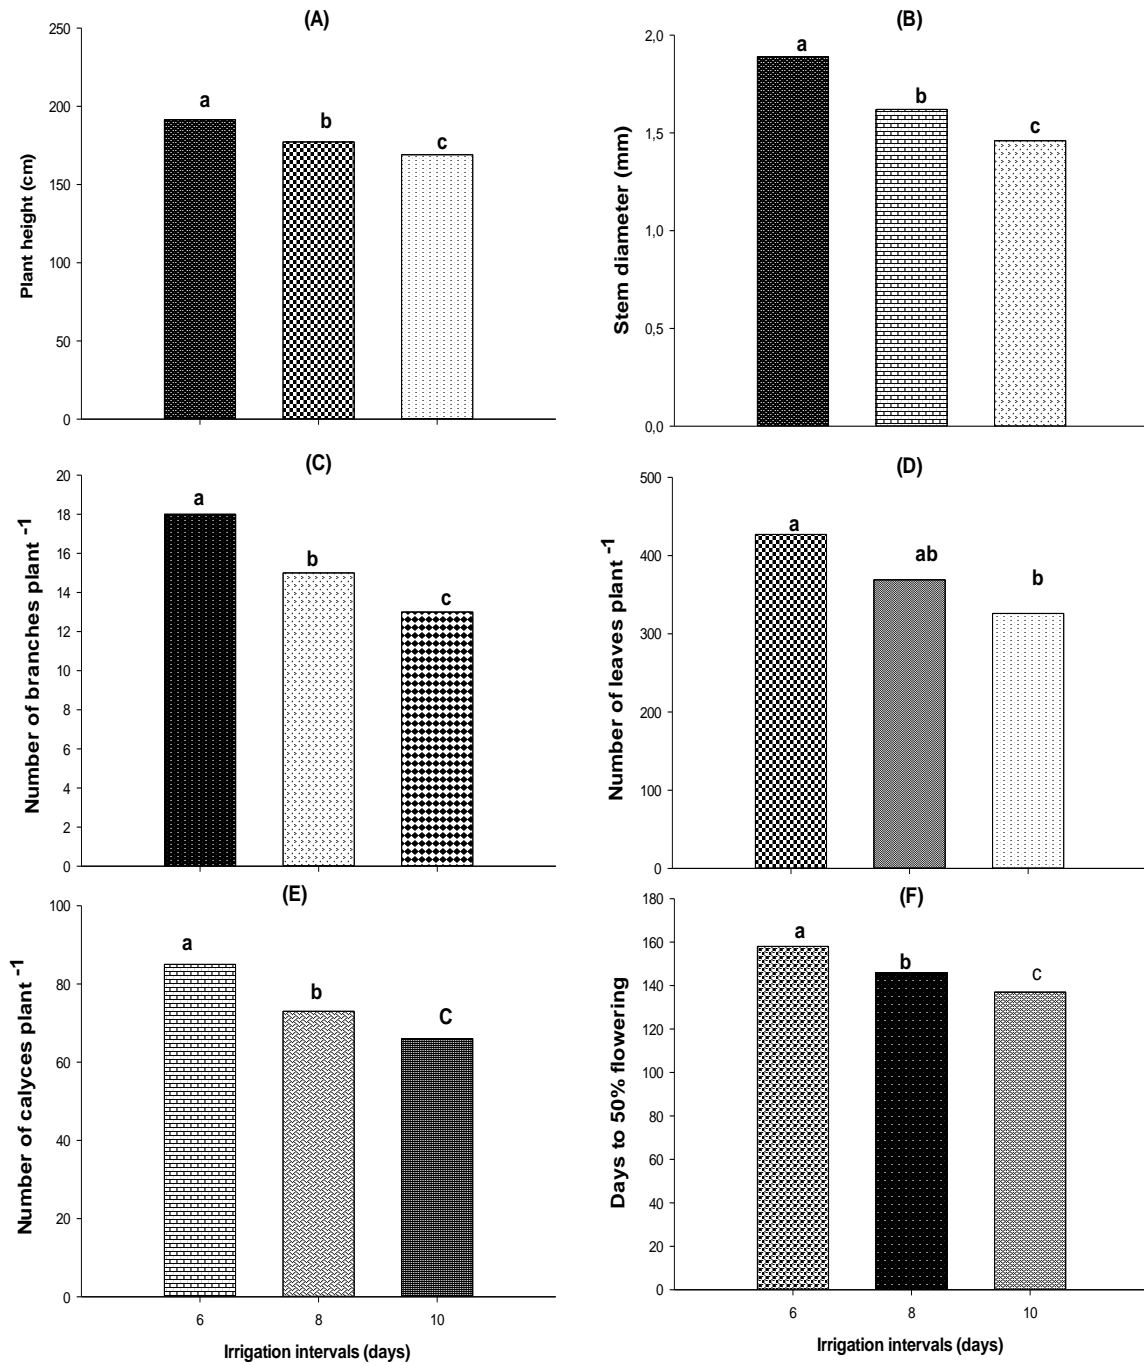 (A)
Plant height (cm)
250
200
150
100
50
0
a
b
c
(B)
Stem diameter (mm)
2,0
1,5
1,0
0,5
0,0
a
b
c
(C)
Number of branches plant -1
20
18
16
14
12
10
8
6
4
2
0
a
b
c
(D)
Number of leaves plant -1
500
400
300
200
100
0
a
ab
b
(E)
Number of calyces plant -1
100
80
60
40
20
0
a
b
C
6
8
10
Irrigation intervals (days)
(F)
Days to 50% flowering
180
160
140
120
100
80
60
40
20
0
a
b
c
6
8
10
Irrigation intervals (days)